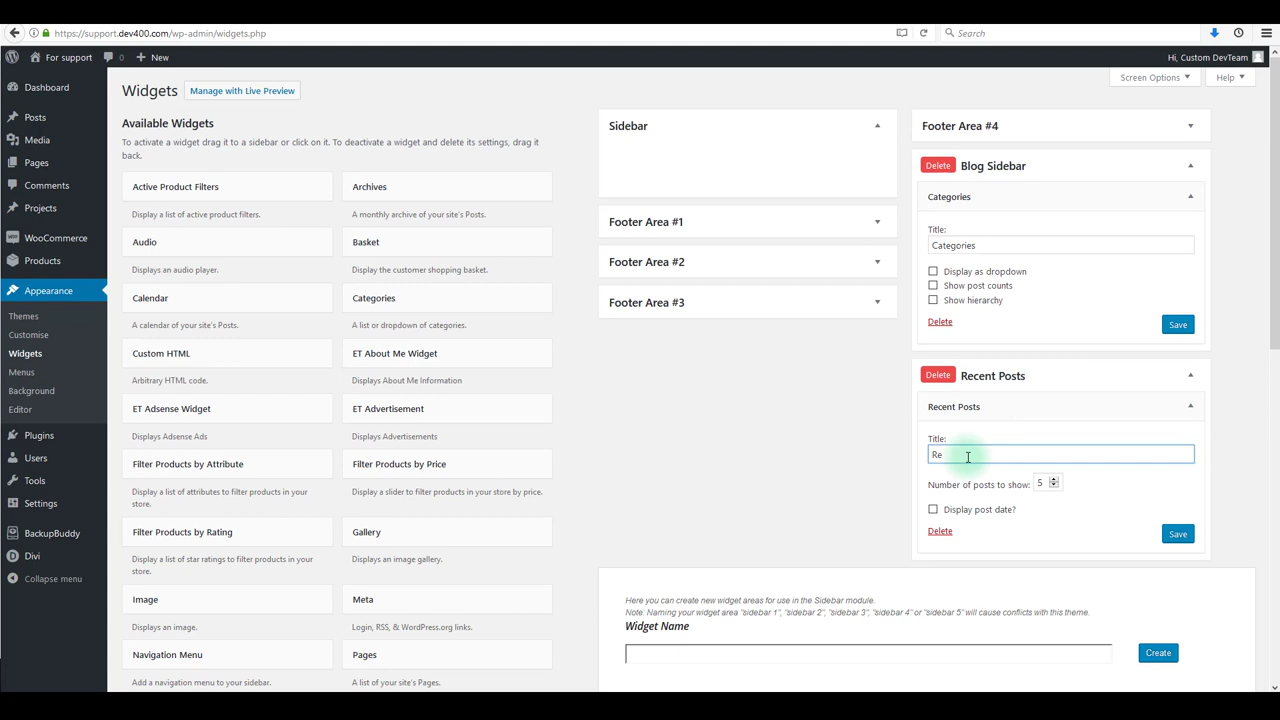 https://support.dev400.com/wp-admin/widgets.php
Search
For support
0
New
Hi, Custom DevTeam
Dashboard
Posts
Media
Pages
Comments
Projects
WooCommerce
Products
Appearance
Themes
Customise
Widgets
Menus
Background
Editor
Plugins
Users
Tools
Settings
BackupBuddy
Divi
Collapse menu
Widgets
Manage with Live Preview
Screen Options
Help
Available Widgets
To activate a widget drag it to a sidebar or click on it. To deactivate a widget and delete its settings, drag it
back.
Active Product Filters
Display a list of active product filters.
Archives
A monthly archive of your site's Posts.
Audio
Displays an audio player.
Basket
Display the customer shopping basket.
Calendar
A calendar of your site's Posts.
Categories
A list or dropdown of categories.
Custom HTML
Arbitrary HTML code.
ET About Me Widget
Displays About Me Information
ET Adsense Widget
Displays Adsense Ads
ET Advertisement
Displays Advertisements
Filter Products by Attribute
Display a list of attributes to filter products in your
store.
Filter Products by Price
Display a slider to filter products in your store by price.
Filter Products by Rating
Display a list of star ratings to filter products in your
store.
Gallery
Displays an image gallery.
Image
Displays an image.
Meta
Login, RSS, & WordPress.org links.
Navigation Menu
Add a navigation menu to your sidebar.
Pages
A list of your site's Pages.
Sidebar
Footer Area #1
Footer Area #2
Footer Area #3
Footer Area #4
Delete
Blog Sidebar
Categories
Title:
Categories
Display as dropdown
Show post counts
Show hierarchy
Delete
Save
Delete
Recent Posts
Recent Posts
Title:
Re
Number of posts to show: 5
Display post date?
Delete
Save
Here you can create new widget areas for use in the Sidebar module.
Note: Naming your widget area "sidebar 1", "sidebar 2", "sidebar 3", "sidebar 4" or "sidebar 5" will cause conflicts with this theme.
Widget Name
Create